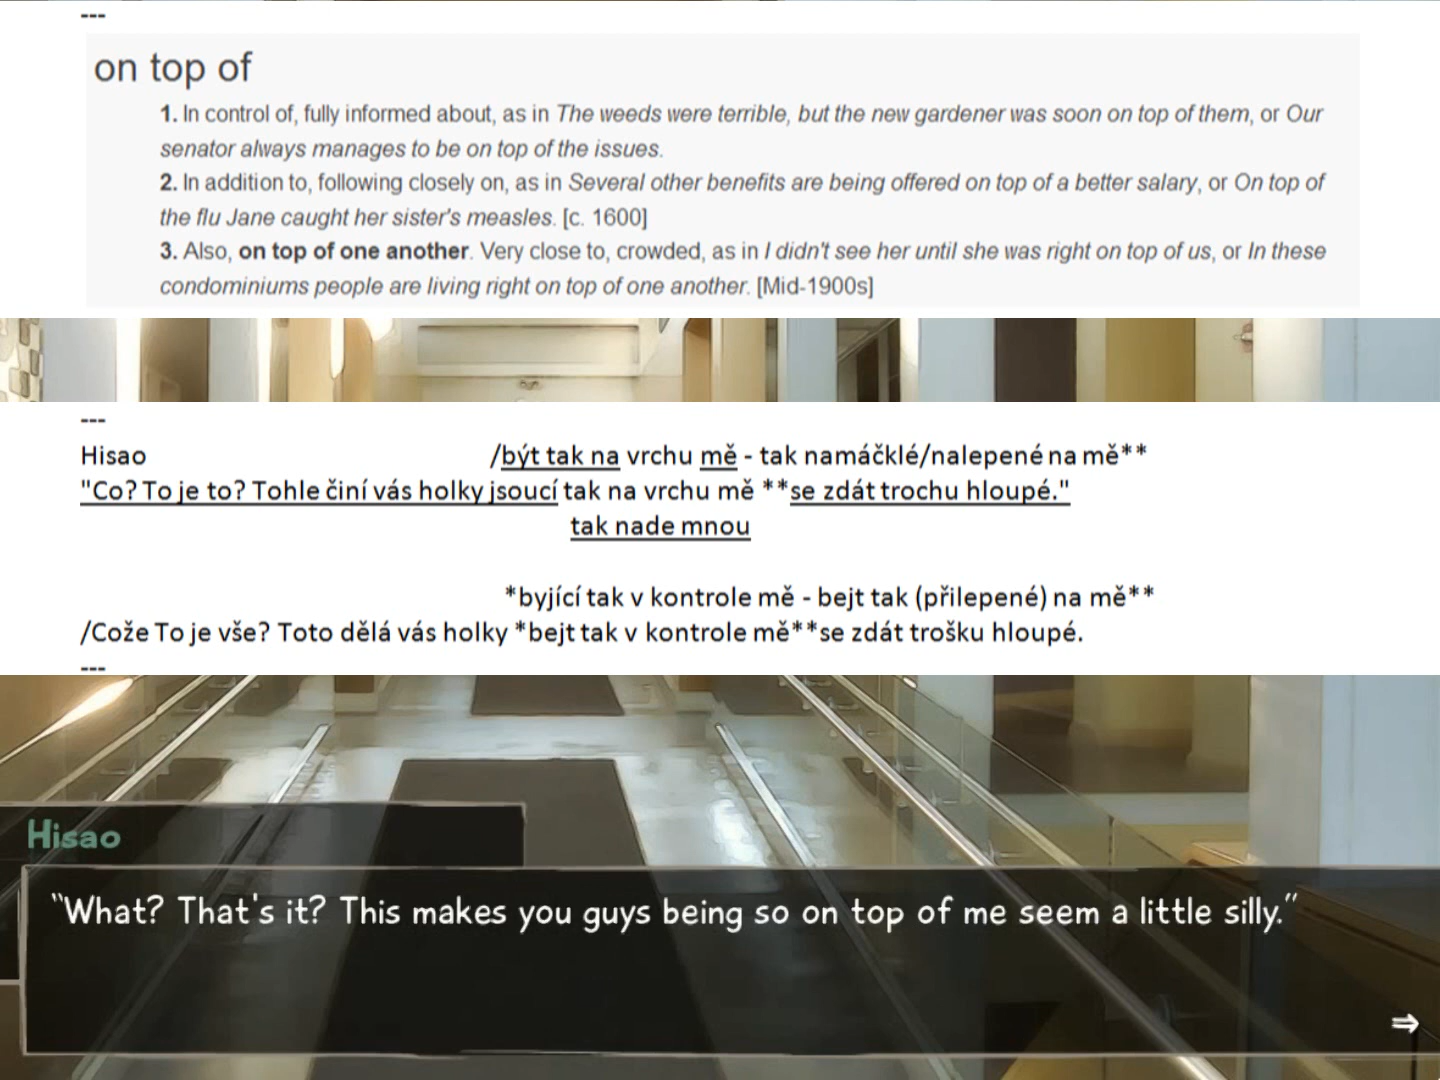 ---
on top of
1. In control of, fully informed about, as in The weeds were terrible, but the new gardener was soon on top of them, or Our
senator always manages to be on top of the issues.
2. In addition to, following closely on, as in Several other benefits are being offered on top of a better salary, or On top of
the flu Jane caught her sister's measles. [c. 1600]
3. Also, on top of one another. Very close to, crowded, as in I didn't see her until she was right on top of us, or In these
condominiums people are living right on top of one another. [Mid-1900s]
---
Hisao /být tak na vrchu mě - tak namáčklé/nalepené na mě**
"Co? To je to? Tohle činí vás holky jsoucí tak na vrchu mě **se zdát trochu hloupé."
tak nade mnou
*byjící tak v kontrole mě - bejt tak (přilepené) na mě**
/Cože To je vše? Toto dělá vás holky *bejt tak v kontrole mě**se zdát trošku hloupé.
---
Hisao
“What? That's it? This makes you guys being so on top of me seem a little silly.”